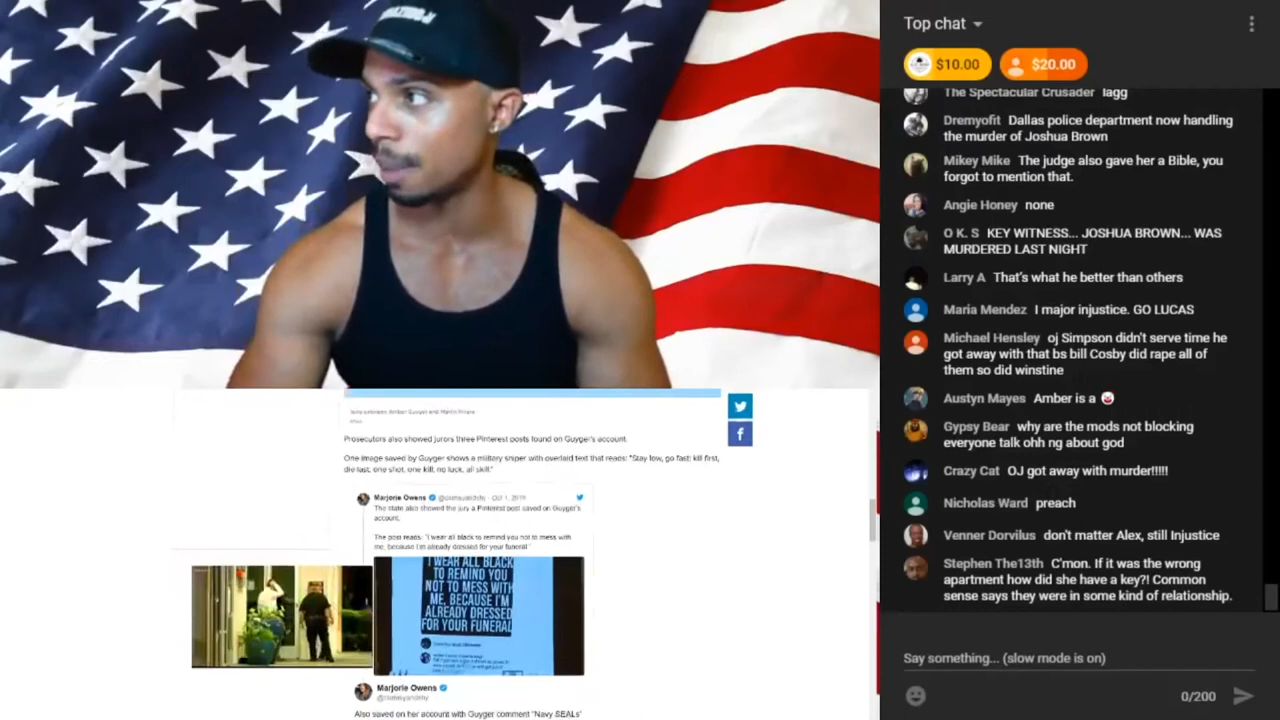 Top chat
$10.00
$20.00
The Spectacular Crusader lagg
Dremyofit Dallas police department now handling
the murder of Joshua Brown
Mikey Mike The judge also gave her a Bible, you
forgot to mention that.
Angie Honey none
O K. S KEY WITNESS... JOSHUA BROWN... WAS
MURDERED LAST NIGHT
Larry A That's what he better than others
Maria Mendez I major injustice. GO LUCAS
Michael Hensley oj Simpson didn't serve time he
got away with that bs bill Cosby did rape all of
them so did winstine
Austyn Mayes Amber is a 🤡
Gypsy Bear why are the mods not blocking
everyone talk ohh ng about god
Crazy Cat OJ got away with murder!!!!!
Nicholas Ward preach
Venner Dorvilus don't matter Alex, still Injustice
Stephen The13th C'mon. If it was the wrong
apartment how did she have a key?! Common
sense says they were in some kind of relationship.
Say something... (slow mode is on)
0/200
Prosecutors also showed jurors three Pinterest posts found on Guyger's account.
One image saved by Guyger shows a military sniper with overlaid text that reads: "Stay low, go fast; kill first,
die last; one shot, one kill, no luck, all skill."
Marjorie Owens
Oct 1, 2019
The state also showed the jury a Pinterest post saved on Guyger's
account.
The post reads: "I wear all black to remind you not to mess with
me, because I'm already dressed for your funeral."
I WEAR ALL BLACK
TO REMIND YOU
NOT TO MESS WITH
ME, BECAUSE I'M
ALREADY DRESSED
FOR YOUR FUNERAL
Marjorie Owens
Also saved on her account with Guyger comment "Navy SEALs"